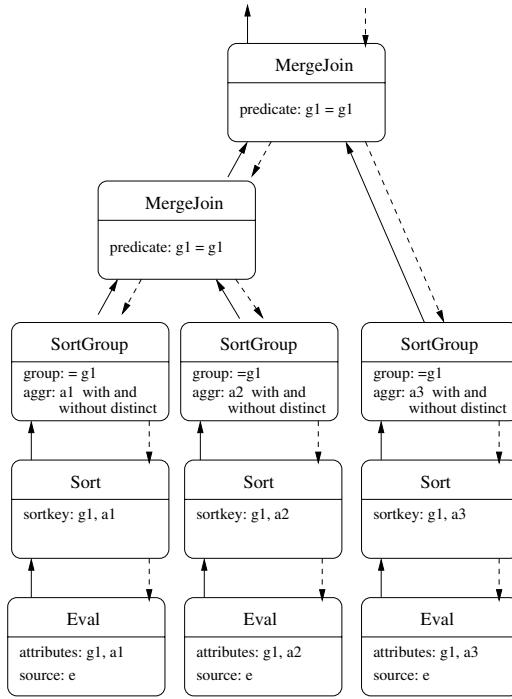 MergeJoin
predicate: g1 = g1
MergeJoin
predicate: g1 = g1
SortGroup
group: = g1
aggr: a1 with and
without distinct
SortGroup
group: =g1
aggr: a2 with and
without distinct
SortGroup
group: =g1
aggr: a3 with and
without distinct
Sort
sortkey: g1, a1
Sort
sortkey: g1, a2
Sort
sortkey: g1, a3
Eval
attributes: g1, a1
source: e
Eval
attributes: g1, a2
source: e
Eval
attributes: g1, a3
source: e